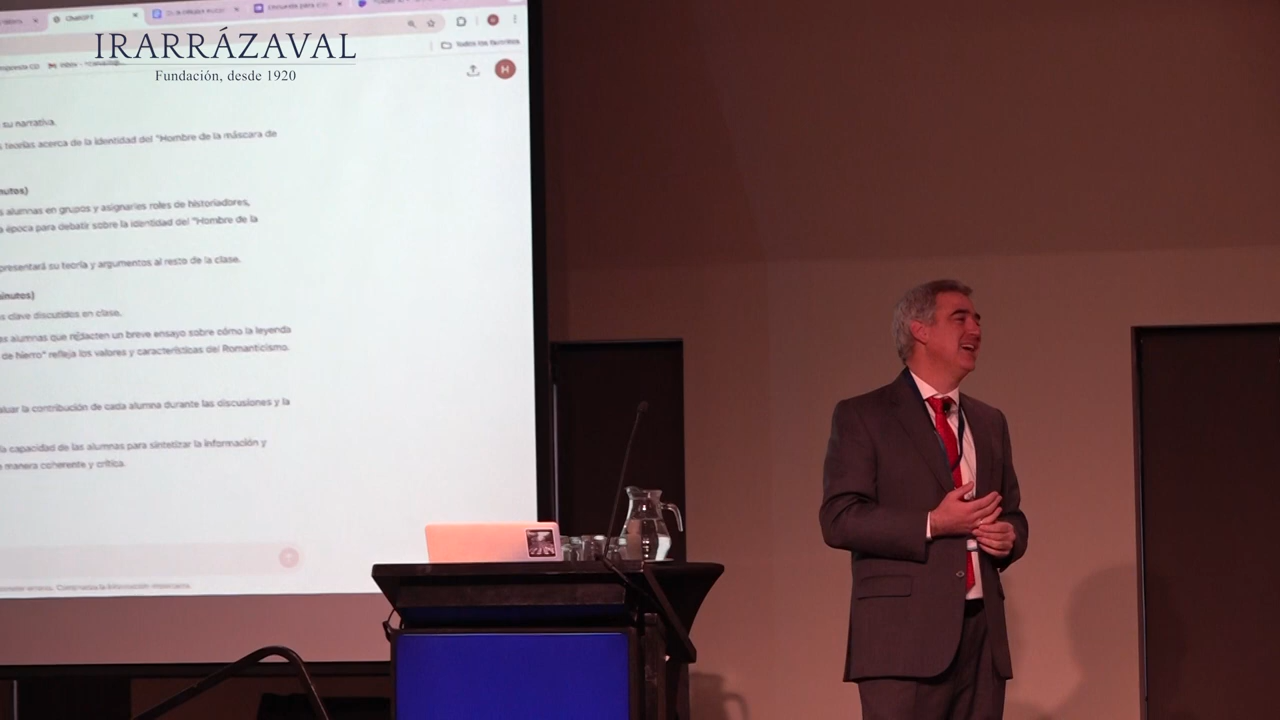 ChatGPT
Todos los favoritos
IRARRÁZAVAL
Fundación, desde 1920
H
su narrativa.
teorías acerca de la identidad del "Hombre de la máscara de
alumnas en grupos y asignarles roles de historiadores,
época para debatir sobre la identidad del "Hombre de la
presentará su teoría y argumentos al resto de la clase.
clave discutidos en clase.
alumnas que redacten un breve ensayo sobre cómo la leyenda
de hierro" refleja los valores y características del Romanticismo.
la contribución de cada alumna durante las discusiones y la
la capacidad de las alumnas para sintetizar la información y
manera coherente y crítica.